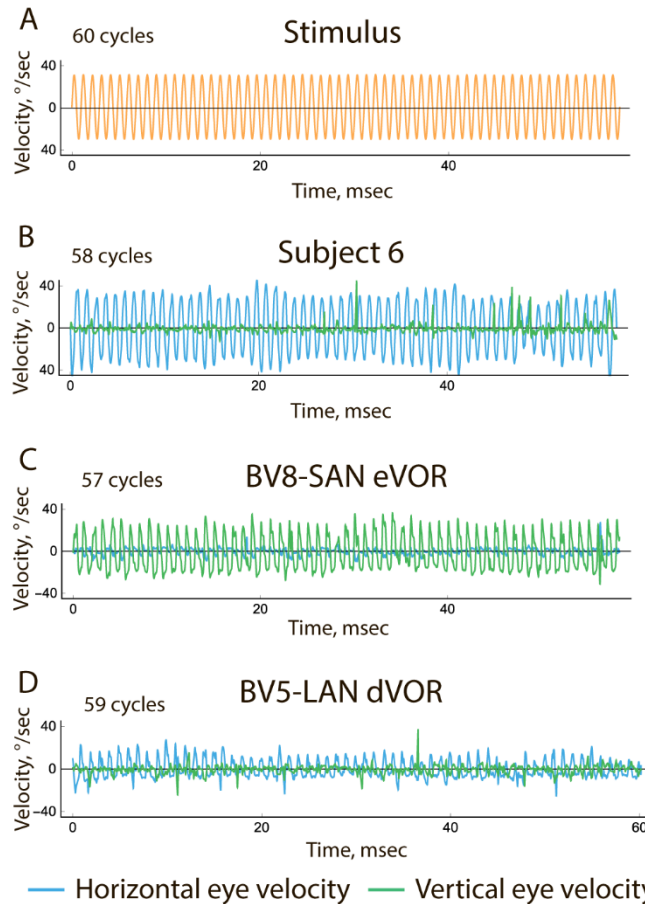 A
60 cycles
Stimulus
Velocity, °/sec
40
0
40
0
20
40
Time, msec
B
58 cycles
Subject 6
Velocity, °/sec
40
0
40
0
20
40
Time, msec
C
57 cycles
BV8-SAN eVOR
Velocity, °/sec
40
0
−40
0
20
40
Time, msec
D
59 cycles
BV5-LAN dVOR
Velocity, °/sec
40
0
−40
0
20
40
60
Time, msec
Horizontal eye velocity
Vertical eye velocity